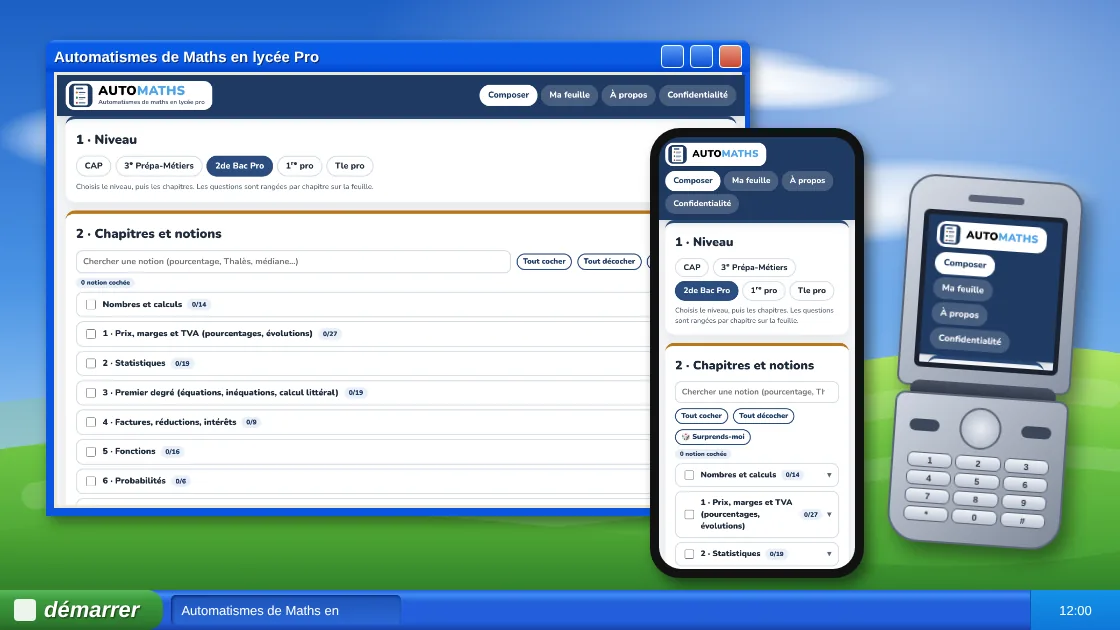 Automatismes de Maths en lycée Pro
AUTOMATHS
Automatismes de maths en lycée pro
Composer
Ma feuille
À propos
Confidentialité
1 · Niveau
CAP
3ᵉ Prépa-Métiers
2de Bac Pro
1ʳᵉ pro
Tle pro
Choisis le niveau, puis les chapitres. Les questions sont rangées par chapitre sur la feuille.
2 · Chapitres et notions
Chercher une notion (pourcentage, Thalès, médiane…)
Tout cocher
Tout décocher
0 notion cochée
Nombres et calculs 0/14
1 · Prix, marges et TVA (pourcentages, évolutions) 0/27
2 · Statistiques 0/19
3 · Premier degré (équations, inéquations, calcul littéral) 0/19
4 · Factures, réductions, intérêts 0/9
5 · Fonctions 0/16
6 · Probabilités 0/6
AUTOMATHS
Composer
Ma feuille
À propos
Confidentialité
1 · Niveau
CAP
3ᵉ Prépa-Métiers
2de Bac Pro
1ʳᵉ pro
Tle pro
Choisis le niveau, puis les chapitres. Les questions
sont rangées par chapitre sur la feuille.
2 · Chapitres et notions
Chercher une notion (pourcentage, Th
Tout cocher
Tout décocher
Surprends-moi
0 notion cochée
Nombres et calculs 0/14
1 · Prix, marges et TVA
(pourcentages,
évolutions)
0/27
2 · Statistiques 0/19
AUTOMATHS
Composer
Ma feuille
À propos
Confidentialité
1
2
3
4
5
6
7
8
9
*
0
#
démarrer
Automatismes de Maths en
12:00